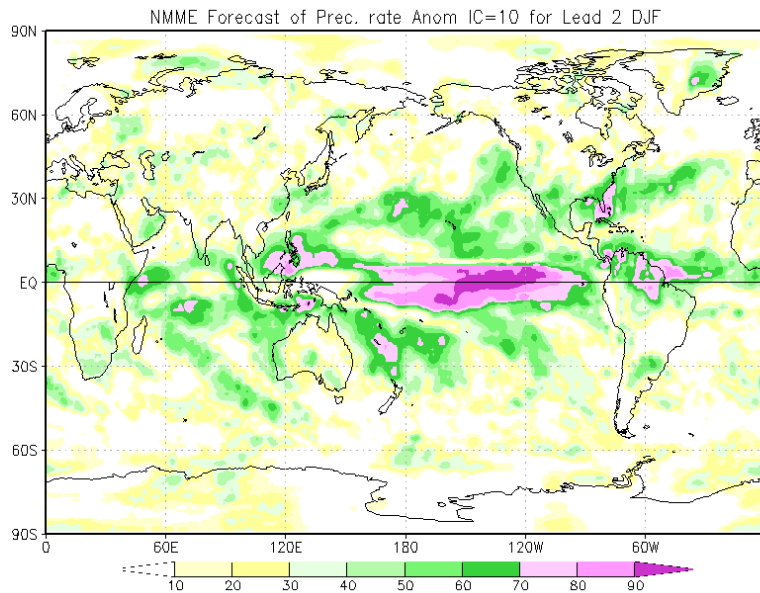 NMME Forecast of Prec. rate Anom IC=10 for Lead 2 DJF
90N
60N
30N
EQ
30S
60S
90S
0 60E 120E 180 120W 60W
10 20 30 40 50 60 70 80 90